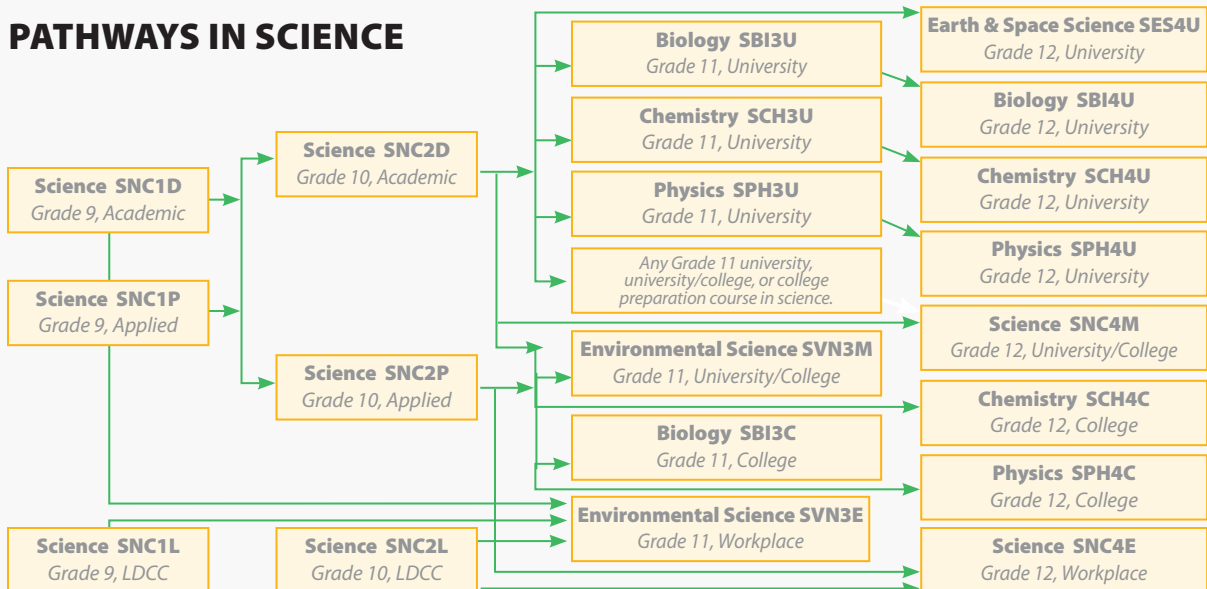 PATHWAYS IN SCIENCE
Science SNC1D
Grade 9, Academic
Science SNC1P
Grade 9, Applied
Science SNC1L
Grade 9, LDCC
Science SNC2D
Grade 10, Academic
Science SNC2P
Grade 10, Applied
Science SNC2L
Grade 10, LDCC
Biology SBI3U
Grade 11, University
Chemistry SCH3U
Grade 11, University
Physics SPH3U
Grade 11, University
Any Grade 11 university,
university/college, or college
preparation course in science.
Environmental Science SVN3M
Grade 11, University/College
Biology SBI3C
Grade 11, College
Environmental Science SVN3E
Grade 11, Workplace
Earth & Space Science SES4U
Grade 12, University
Biology SBI4U
Grade 12, University
Chemistry SCH4U
Grade 12, University
Physics SPH4U
Grade 12, University
Science SNC4M
Grade 12, University/College
Chemistry SCH4C
Grade 12, College
Physics SPH4C
Grade 12, College
Science SNC4E
Grade 12, Workplace